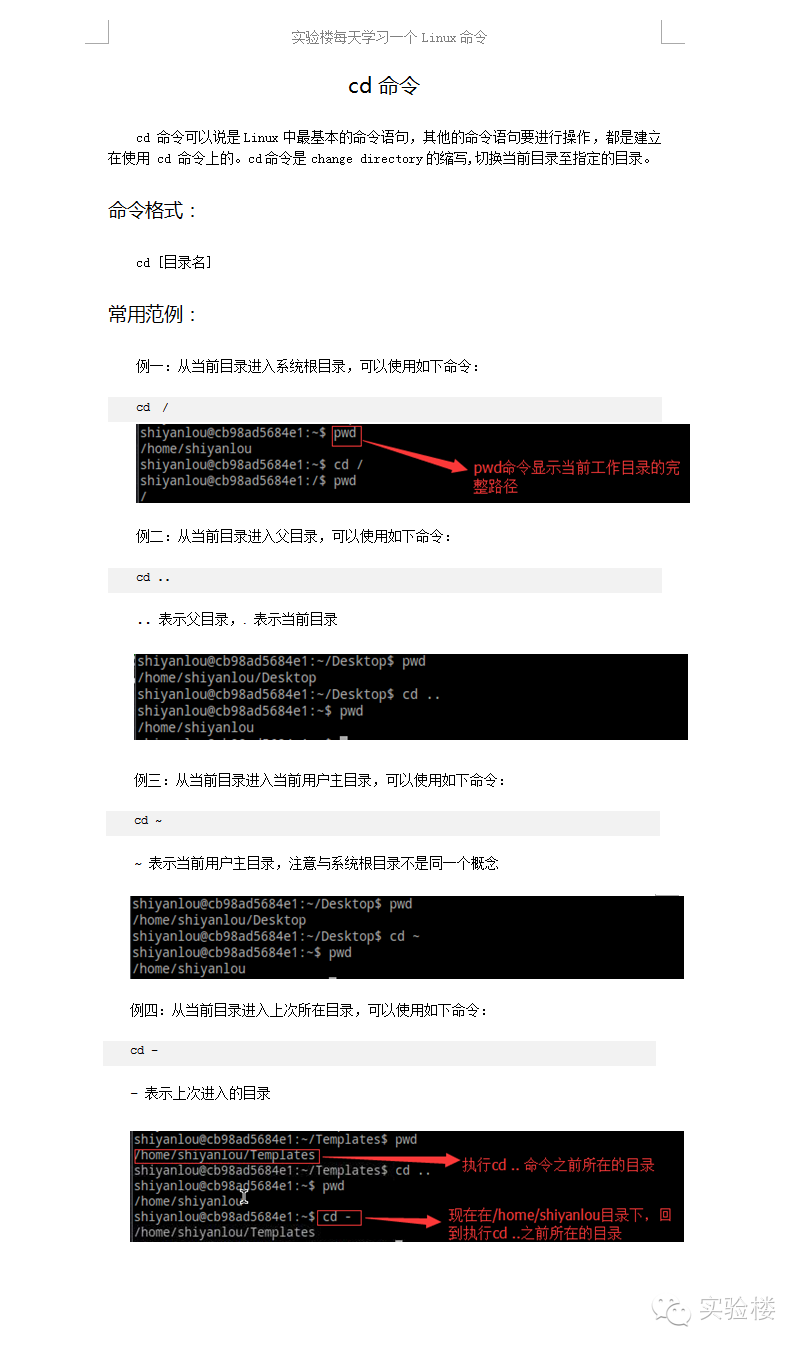 实验楼每天学习一个 Linux 命令
cd 命令
cd 命令可以说是 Linux 中最基本的命令语句，其他的命令语句要进行操作，都是建立
在使用 cd 命令上的。cd 命令是 change directory 的缩写,切换当前目录至指定的目录。
命令格式：
cd [目录名]
常用范例：
例一：从当前目录进入系统根目录，可以使用如下命令：
cd /
shiyanlou@cb98ad5684e1:~$ pwd
/home/shiyanlou
shiyanlou@cb98ad5684e1:~$ cd /
shiyanlou@cb98ad5684e1:/$ pwd
/
pwd命令显示当前工作目录的完
整路径
例二：从当前目录进入父目录，可以使用如下命令：
cd ..
.. 表示父目录，. 表示当前目录
shiyanlou@cb98ad5684e1:~/Desktop$ pwd
/home/shiyanlou/Desktop
shiyanlou@cb98ad5684e1:~/Desktop$ cd ..
shiyanlou@cb98ad5684e1:~$ pwd
/home/shiyanlou
例三：从当前目录进入当前用户主目录，可以使用如下命令：
cd ~
~ 表示当前用户主目录，注意与系统根目录不是同一个概念
shiyanlou@cb98ad5684e1:~/Desktop$ pwd
/home/shiyanlou/Desktop
shiyanlou@cb98ad5684e1:~/Desktop$ cd ~
shiyanlou@cb98ad5684e1:~$ pwd
/home/shiyanlou
例四：从当前目录进入上次所在目录，可以使用如下命令：
cd -
- 表示上次进入的目录
shiyanlou@cb98ad5684e1:~/Templates$ pwd
/home/shiyanlou/Templates
shiyanlou@cb98ad5684e1:~/Templates$ cd ..
shiyanlou@cb98ad5684e1:~$ pwd
/home/shiyanlou
shiyanlou@cb98ad5684e1:~$ cd -
/home/shiyanlou/Templates
执行cd .. 命令之前所在的目录
现在在/home/shiyanlou目录下，回
到执行cd ..之前所在的目录
实验楼